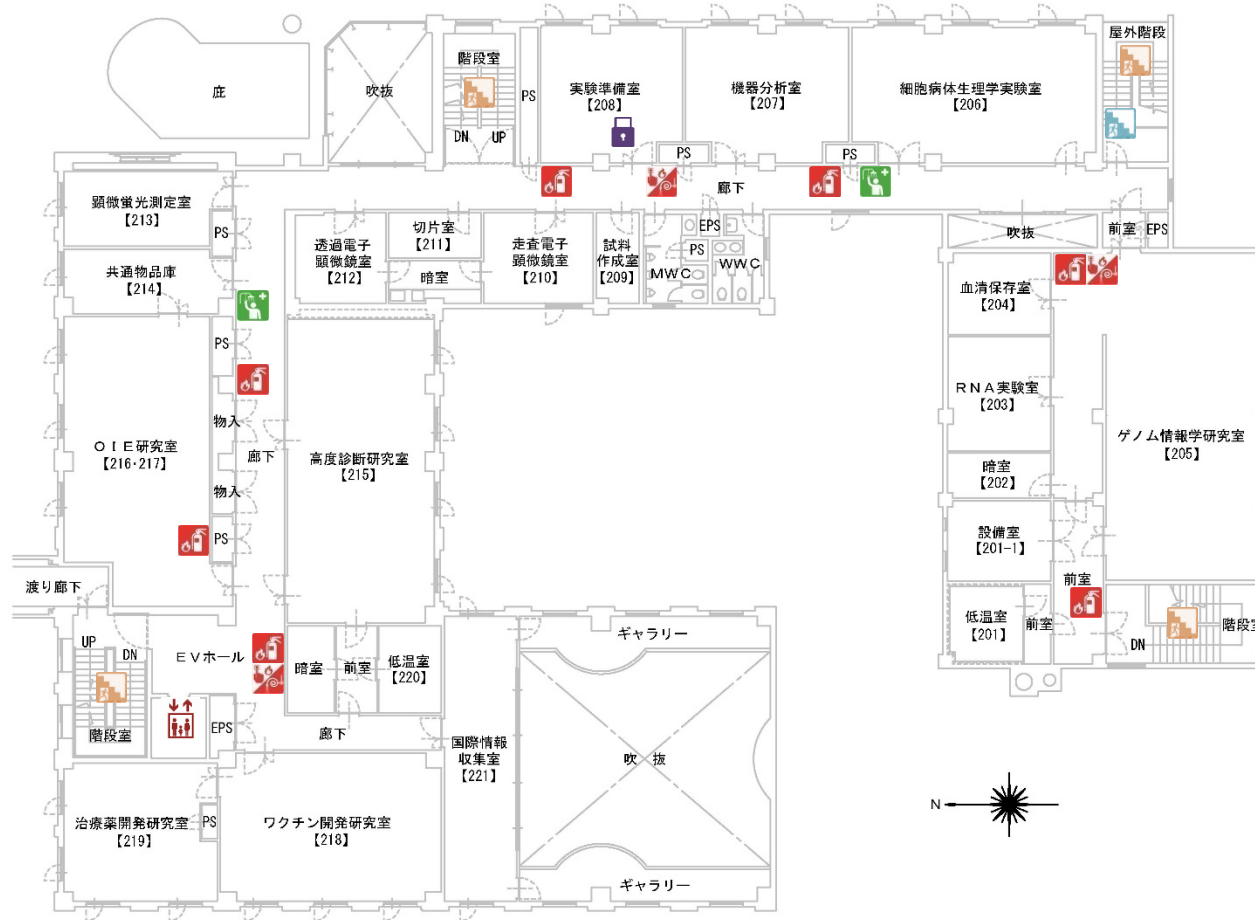 庇
吹抜
階段室
DN
UP
PS
実験準備室
【208】
機器分析室
【207】
細胞病体生理学実験室
【206】
屋外階段
PS
PS
廊下
顕微蛍光測定室
【213】
PS
共通物品庫
【214】
透過電子
顕微鏡室
【212】
切片室
【211】
暗室
走査電子
顕微鏡室
【210】
試料
作成室
【209】
EPS
PS
MWC
WWC
吹抜
前室
EPS
血清保存室
【204】
RNA実験室
【203】
暗室
【202】
ゲノム情報学研究室
【205】
設備室
【201-1】
前室
低温室
【201】
前室
DN
階段室
PS
物入
OIE研究室
【216・217】
廊下
物入
PS
高度診断研究室
【215】
渡り廊下
UP
DN
EVホール
階段室
EPS
暗室
前室
低温室
【220】
廊下
国際情報
収集室
【221】
ギャラリー
吹抜
ギャラリー
治療薬開発研究室
【219】
PS
ワクチン開発研究室
【218】
N